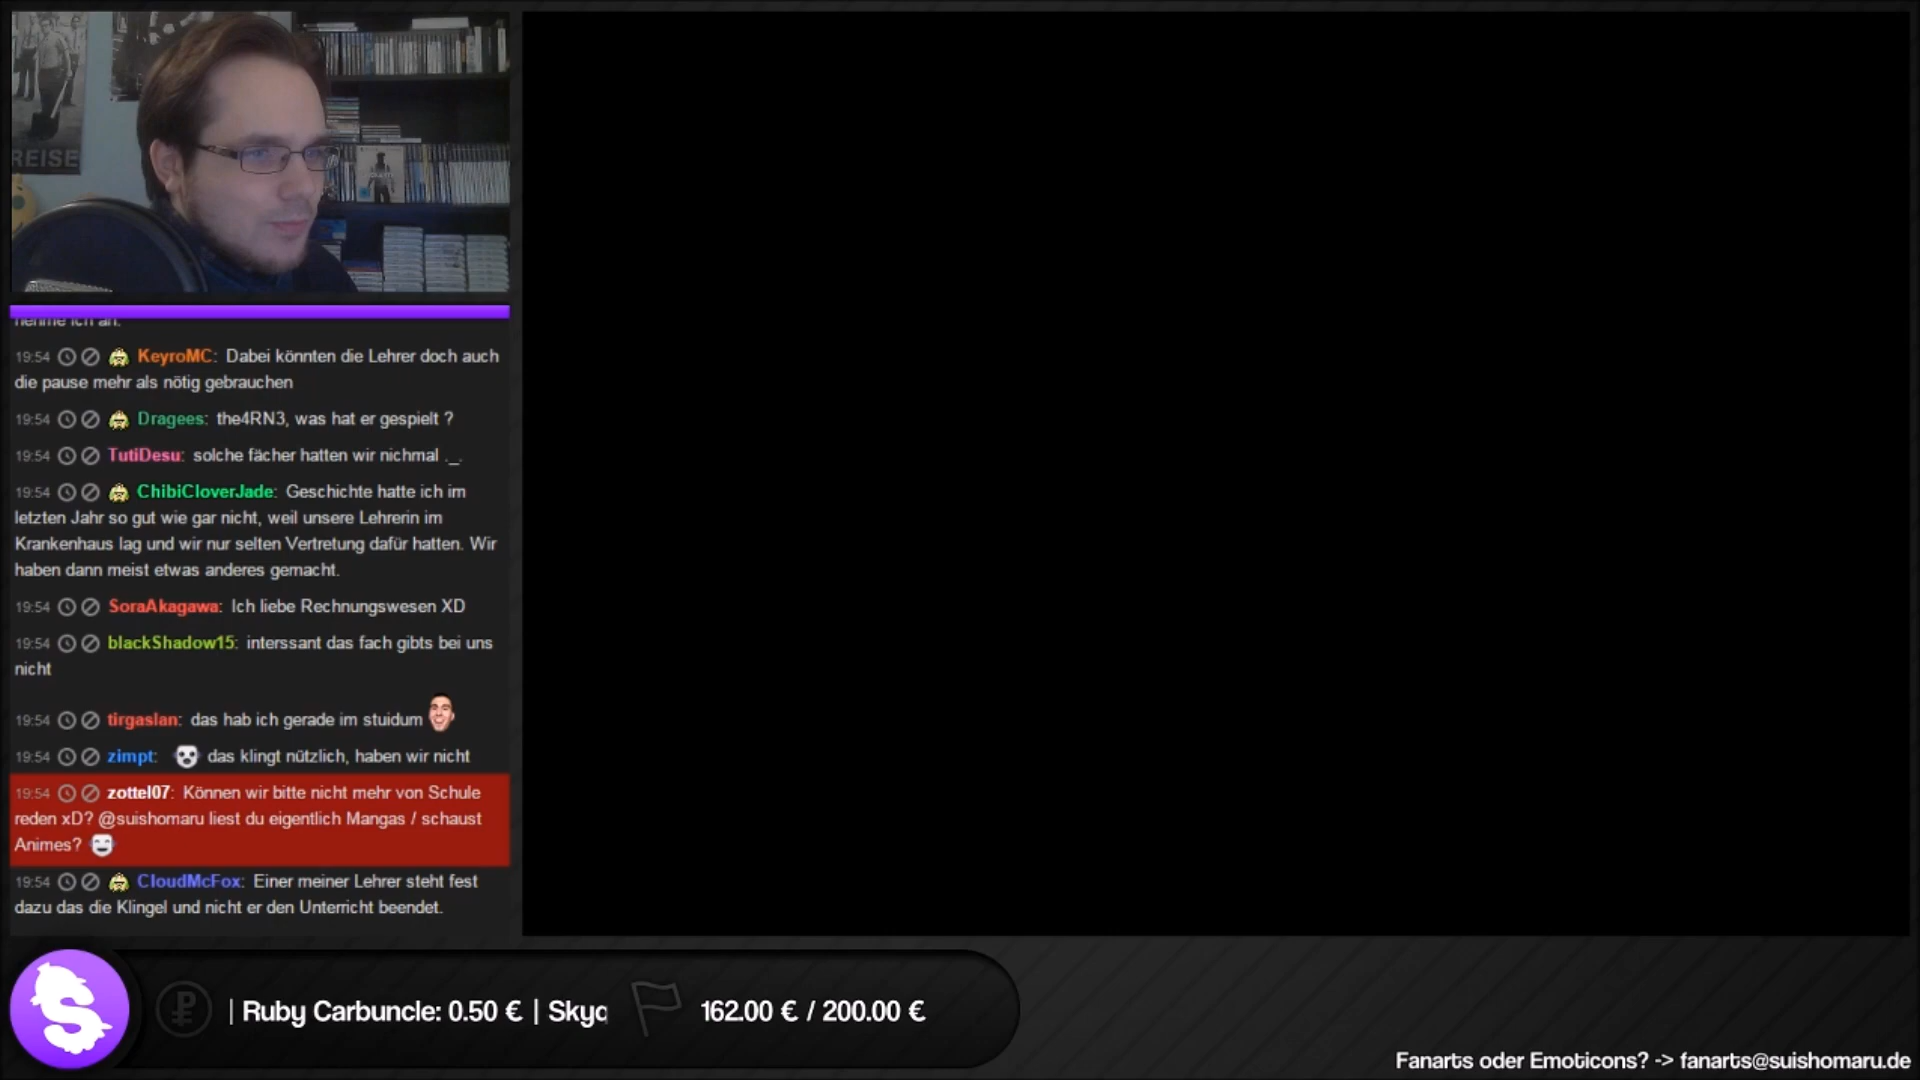 REISE
nehme ich an.
19:54 KeyroMC: Dabei könnten die Lehrer doch auch
die pause mehr als nötig gebrauchen
19:54 Dragees: the4RN3, was hat er gespielt ?
19:54 TutiDesu: solche fächer hatten wir nichmal ._.
19:54 ChibiCloverJade: Geschichte hatte ich im
letzten Jahr so gut wie gar nicht, weil unsere Lehrerin im
Krankenhaus lag und wir nur selten Vertretung dafür hatten. Wir
haben dann meist etwas anderes gemacht.
19:54 SoraAkagawa: Ich liebe Rechnungswesen XD
19:54 blackShadow15: interssant das fach gibts bei uns
nicht
19:54 tirgaslan: das hab ich gerade im stuidum
19:54 zimpt: das klingt nützlich, haben wir nicht
19:54 zottel07: Können wir bitte nicht mehr von Schule
reden xD? @suishomaru liest du eigentlich Mangas / schaust
Animes?
19:54 CloudMcFox: Einer meiner Lehrer steht fest
dazu das die Klingel und nicht er den Unterricht beendet.
| Ruby Carbuncle: 0.50 € | Skyq
162.00 € / 200.00 €
Fanarts oder Emoticons? -> fanarts@suishomaru.de